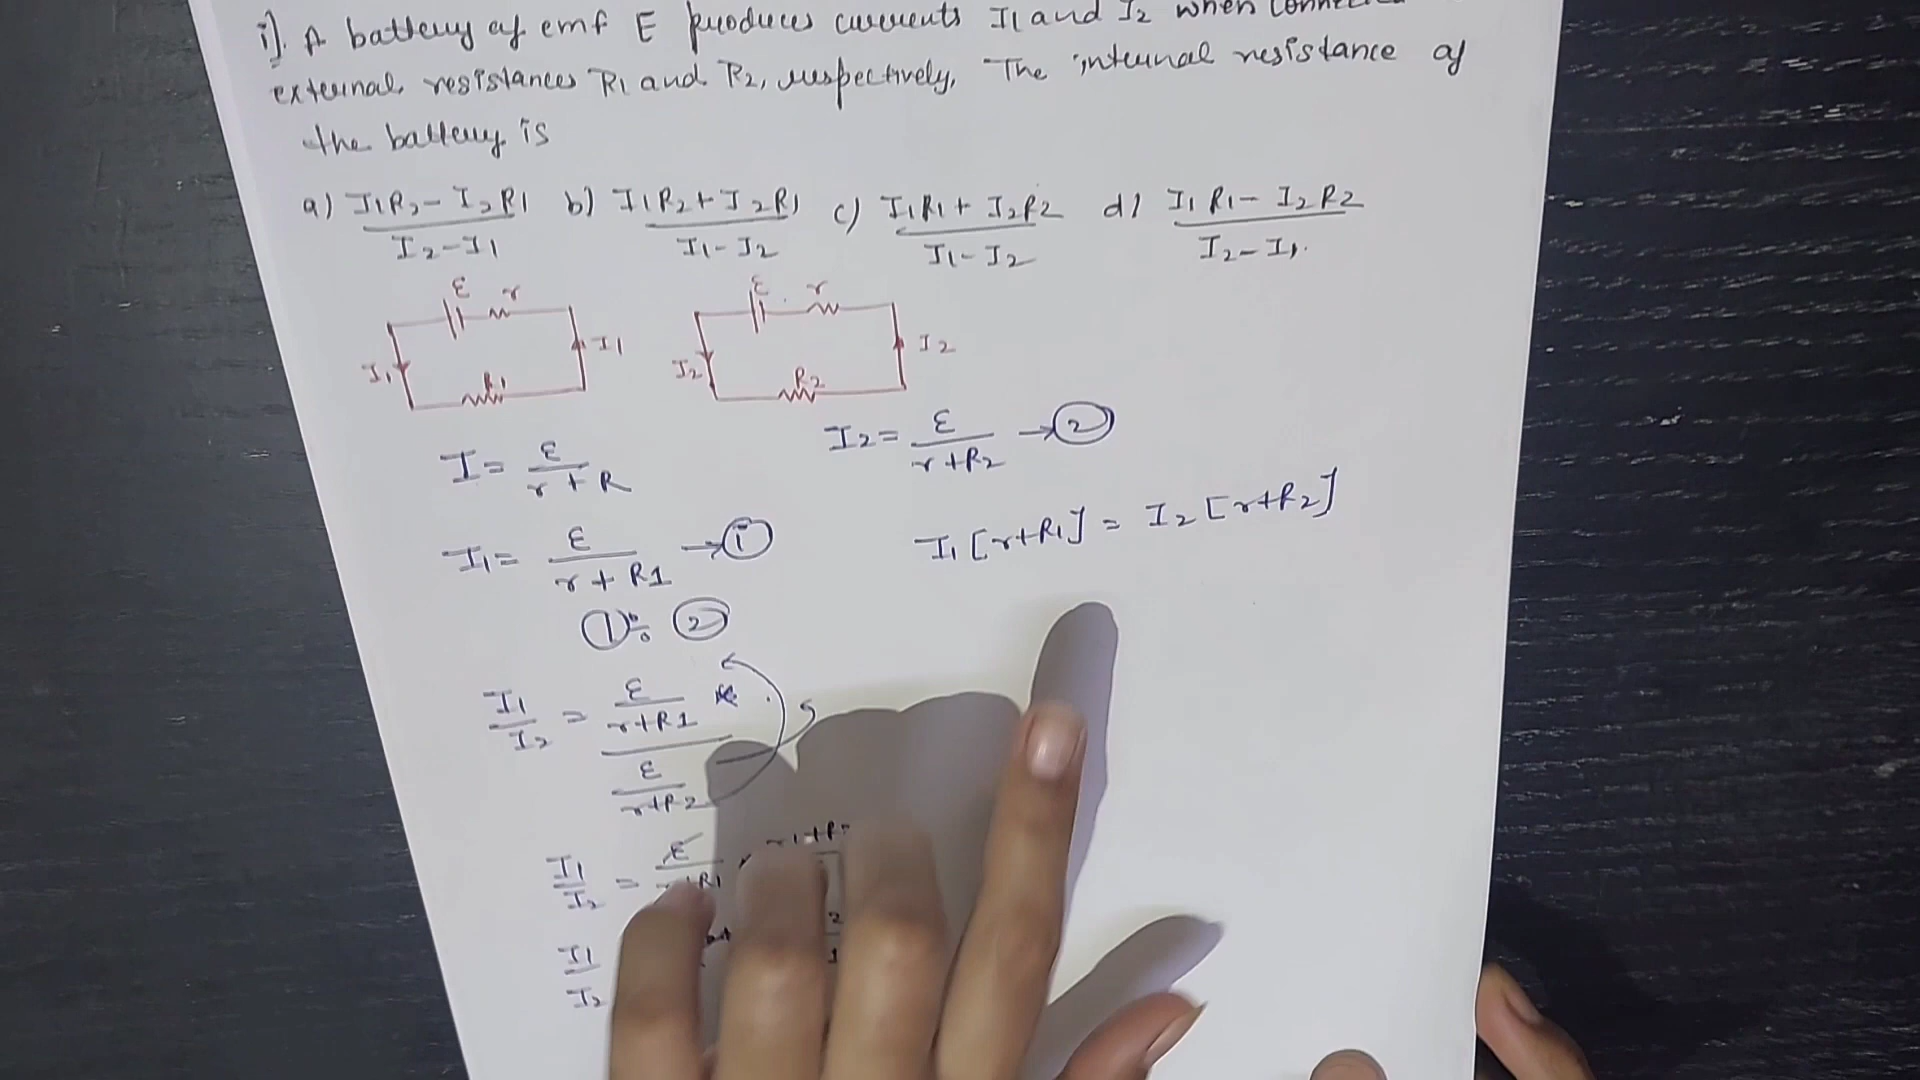 i]. A battery of emf E produces currents I1 and I2 when
external resistances R1 and R2, respectively, The internal resistance of
the battery is
a) I1R2-I2R1/I2-I1 b) I1R2+I2R1/I1-I2 c) I1R1+I2R2/I1-I2 d) I1R1-I2R2/I2-I1.
ε r ε r
I1 I1 I2 I2
R1 R2
I2= ε/r+R2 →②
I= ε/r+R
I1[r+R1] = I2[r+R2]
I1= ε/r+R1 →①
① ÷ ②
I1/I2 = ε/r+R1
ε/r+R2
I1/I2 = ε
I1/I2